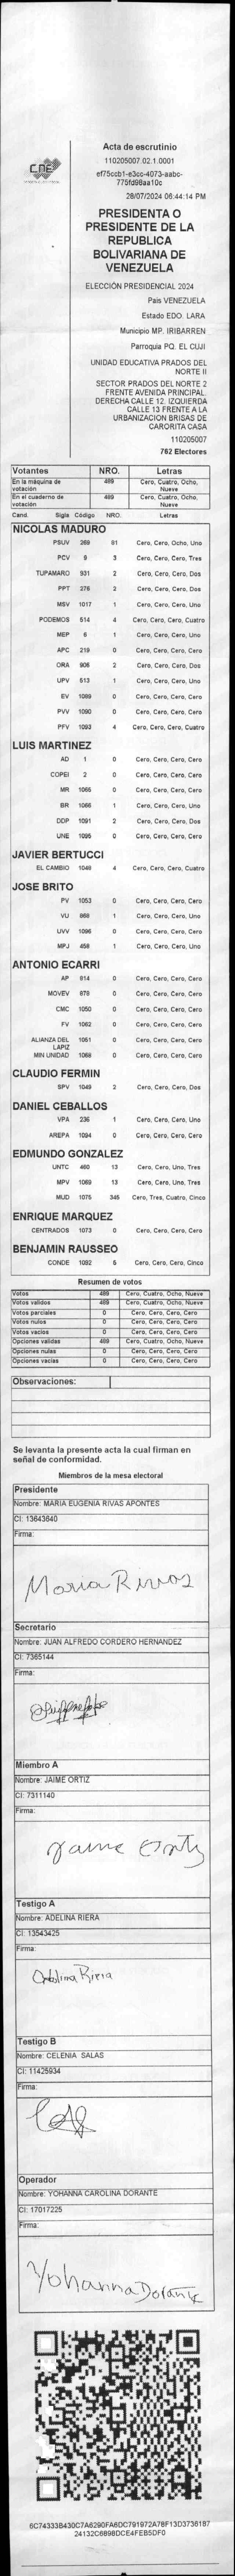 CNE
Acta de escrutinio
110205007.02.1.0001
ef75ccb1-e3cc-4073-aabc-
775fd98aa10c
28/07/2024 06:44:14 PM
PRESIDENTA O
PRESIDENTE DE LA
REPUBLICA
BOLIVARIANA DE
VENEZUELA
ELECCIÓN PRESIDENCIAL 2024
Pais VENEZUELA
Estado EDO. LARA
Municipio MP. IRIBARREN
Parroquia PQ. EL CUJI
UNIDAD EDUCATIVA PRADOS DEL
NORTE II
SECTOR PRADOS DEL NORTE 2
FRENTE AVENIDA PRINCIPAL.
DERECHA CALLE 12. IZQUIERDA
CALLE 13 FRENTE A LA
URBANIZACION BRISAS DE
CARORITA CASA
110205007
762 Electores
Votantes NRO. Letras
En la máquina de votación 489 Cero, Cuatro, Ocho, Nueve
En el cuaderno de votación 489 Cero, Cuatro, Ocho, Nueve
Cand. Sigla Código NRO. Letras
NICOLAS MADURO
PSUV 269 81 Cero, Cero, Ocho, Uno
PCV 9 3 Cero, Cero, Cero, Tres
TUPAMARO 931 2 Cero, Cero, Cero, Dos
PPT 276 2 Cero, Cero, Cero, Dos
MSV 1017 1 Cero, Cero, Cero, Uno
PODEMOS 514 4 Cero, Cero, Cero, Cuatro
MEP 6 1 Cero, Cero, Cero, Uno
APC 219 0 Cero, Cero, Cero, Cero
ORA 906 2 Cero, Cero, Cero, Dos
UPV 513 1 Cero, Cero, Cero, Uno
EV 1089 0 Cero, Cero, Cero, Cero
PVV 1090 0 Cero, Cero, Cero, Cero
PFV 1093 4 Cero, Cero, Cero, Cuatro
LUIS MARTINEZ
AD 1 0 Cero, Cero, Cero, Cero
COPEI 2 0 Cero, Cero, Cero, Cero
MR 1065 0 Cero, Cero, Cero, Cero
BR 1066 1 Cero, Cero, Cero, Uno
DDP 1091 2 Cero, Cero, Cero, Dos
UNE 1095 0 Cero, Cero, Cero, Cero
JAVIER BERTUCCI
EL CAMBIO 1048 4 Cero, Cero, Cero, Cuatro
JOSE BRITO
PV 1053 0 Cero, Cero, Cero, Cero
VU 868 1 Cero, Cero, Cero, Uno
UVV 1096 0 Cero, Cero, Cero, Cero
MPJ 458 1 Cero, Cero, Cero, Uno
ANTONIO ECARRI
AP 814 0 Cero, Cero, Cero, Cero
MOVEV 878 0 Cero, Cero, Cero, Cero
CMC 1050 0 Cero, Cero, Cero, Cero
FV 1062 0 Cero, Cero, Cero, Cero
ALIANZA DEL LAPIZ 1051 0 Cero, Cero, Cero, Cero
MIN UNIDAD 1068 0 Cero, Cero, Cero, Cero
CLAUDIO FERMIN
SPV 1049 2 Cero, Cero, Cero, Dos
DANIEL CEBALLOS
VPA 236 1 Cero, Cero, Cero, Uno
AREPA 1094 0 Cero, Cero, Cero, Cero
EDMUNDO GONZALEZ
UNTC 460 13 Cero, Cero, Uno, Tres
MPV 1069 13 Cero, Cero, Uno, Tres
MUD 1075 345 Cero, Tres, Cuatro, Cinco
ENRIQUE MARQUEZ
CENTRADOS 1073 0 Cero, Cero, Cero, Cero
BENJAMIN RAUSSEO
CONDE 1092 5 Cero, Cero, Cero, Cinco
Resumen de votos
Votos 489 Cero, Cuatro, Ocho, Nueve
Votos validos 489 Cero, Cuatro, Ocho, Nueve
Votos parciales 0 Cero, Cero, Cero, Cero
Votos nulos 0 Cero, Cero, Cero, Cero
Votos vacios 0 Cero, Cero, Cero, Cero
Opciones validas 489 Cero, Cuatro, Ocho, Nueve
Opciones nulas 0 Cero, Cero, Cero, Cero
Opciones vacias 0 Cero, Cero, Cero, Cero
Observaciones:
Se levanta la presente acta la cual firman en
señal de conformidad.
Miembros de la mesa electoral
Presidente
Nombre: MARIA EUGENIA RIVAS APONTES
CI: 13643640
Firma:
Maria Rivas
Secretario
Nombre: JUAN ALFREDO CORDERO HERNANDEZ
CI: 7365144
Firma:
Miembro A
Nombre: JAIME ORTIZ
CI: 7311140
Firma:
Jaime Ortiz
Testigo A
Nombre: ADELINA RIERA
CI: 13543425
Firma:
Adelina Riera
Testigo B
Nombre: CELENIA SALAS
CI: 11425934
Firma:
Operador
Nombre: YOHANNA CAROLINA DORANTE
CI: 17017225
Firma:
Yohanna Dorante
6C74333B430C7A6290FA6DC791972A78F13D3736187
24132C6898DCE4FEB5DF0